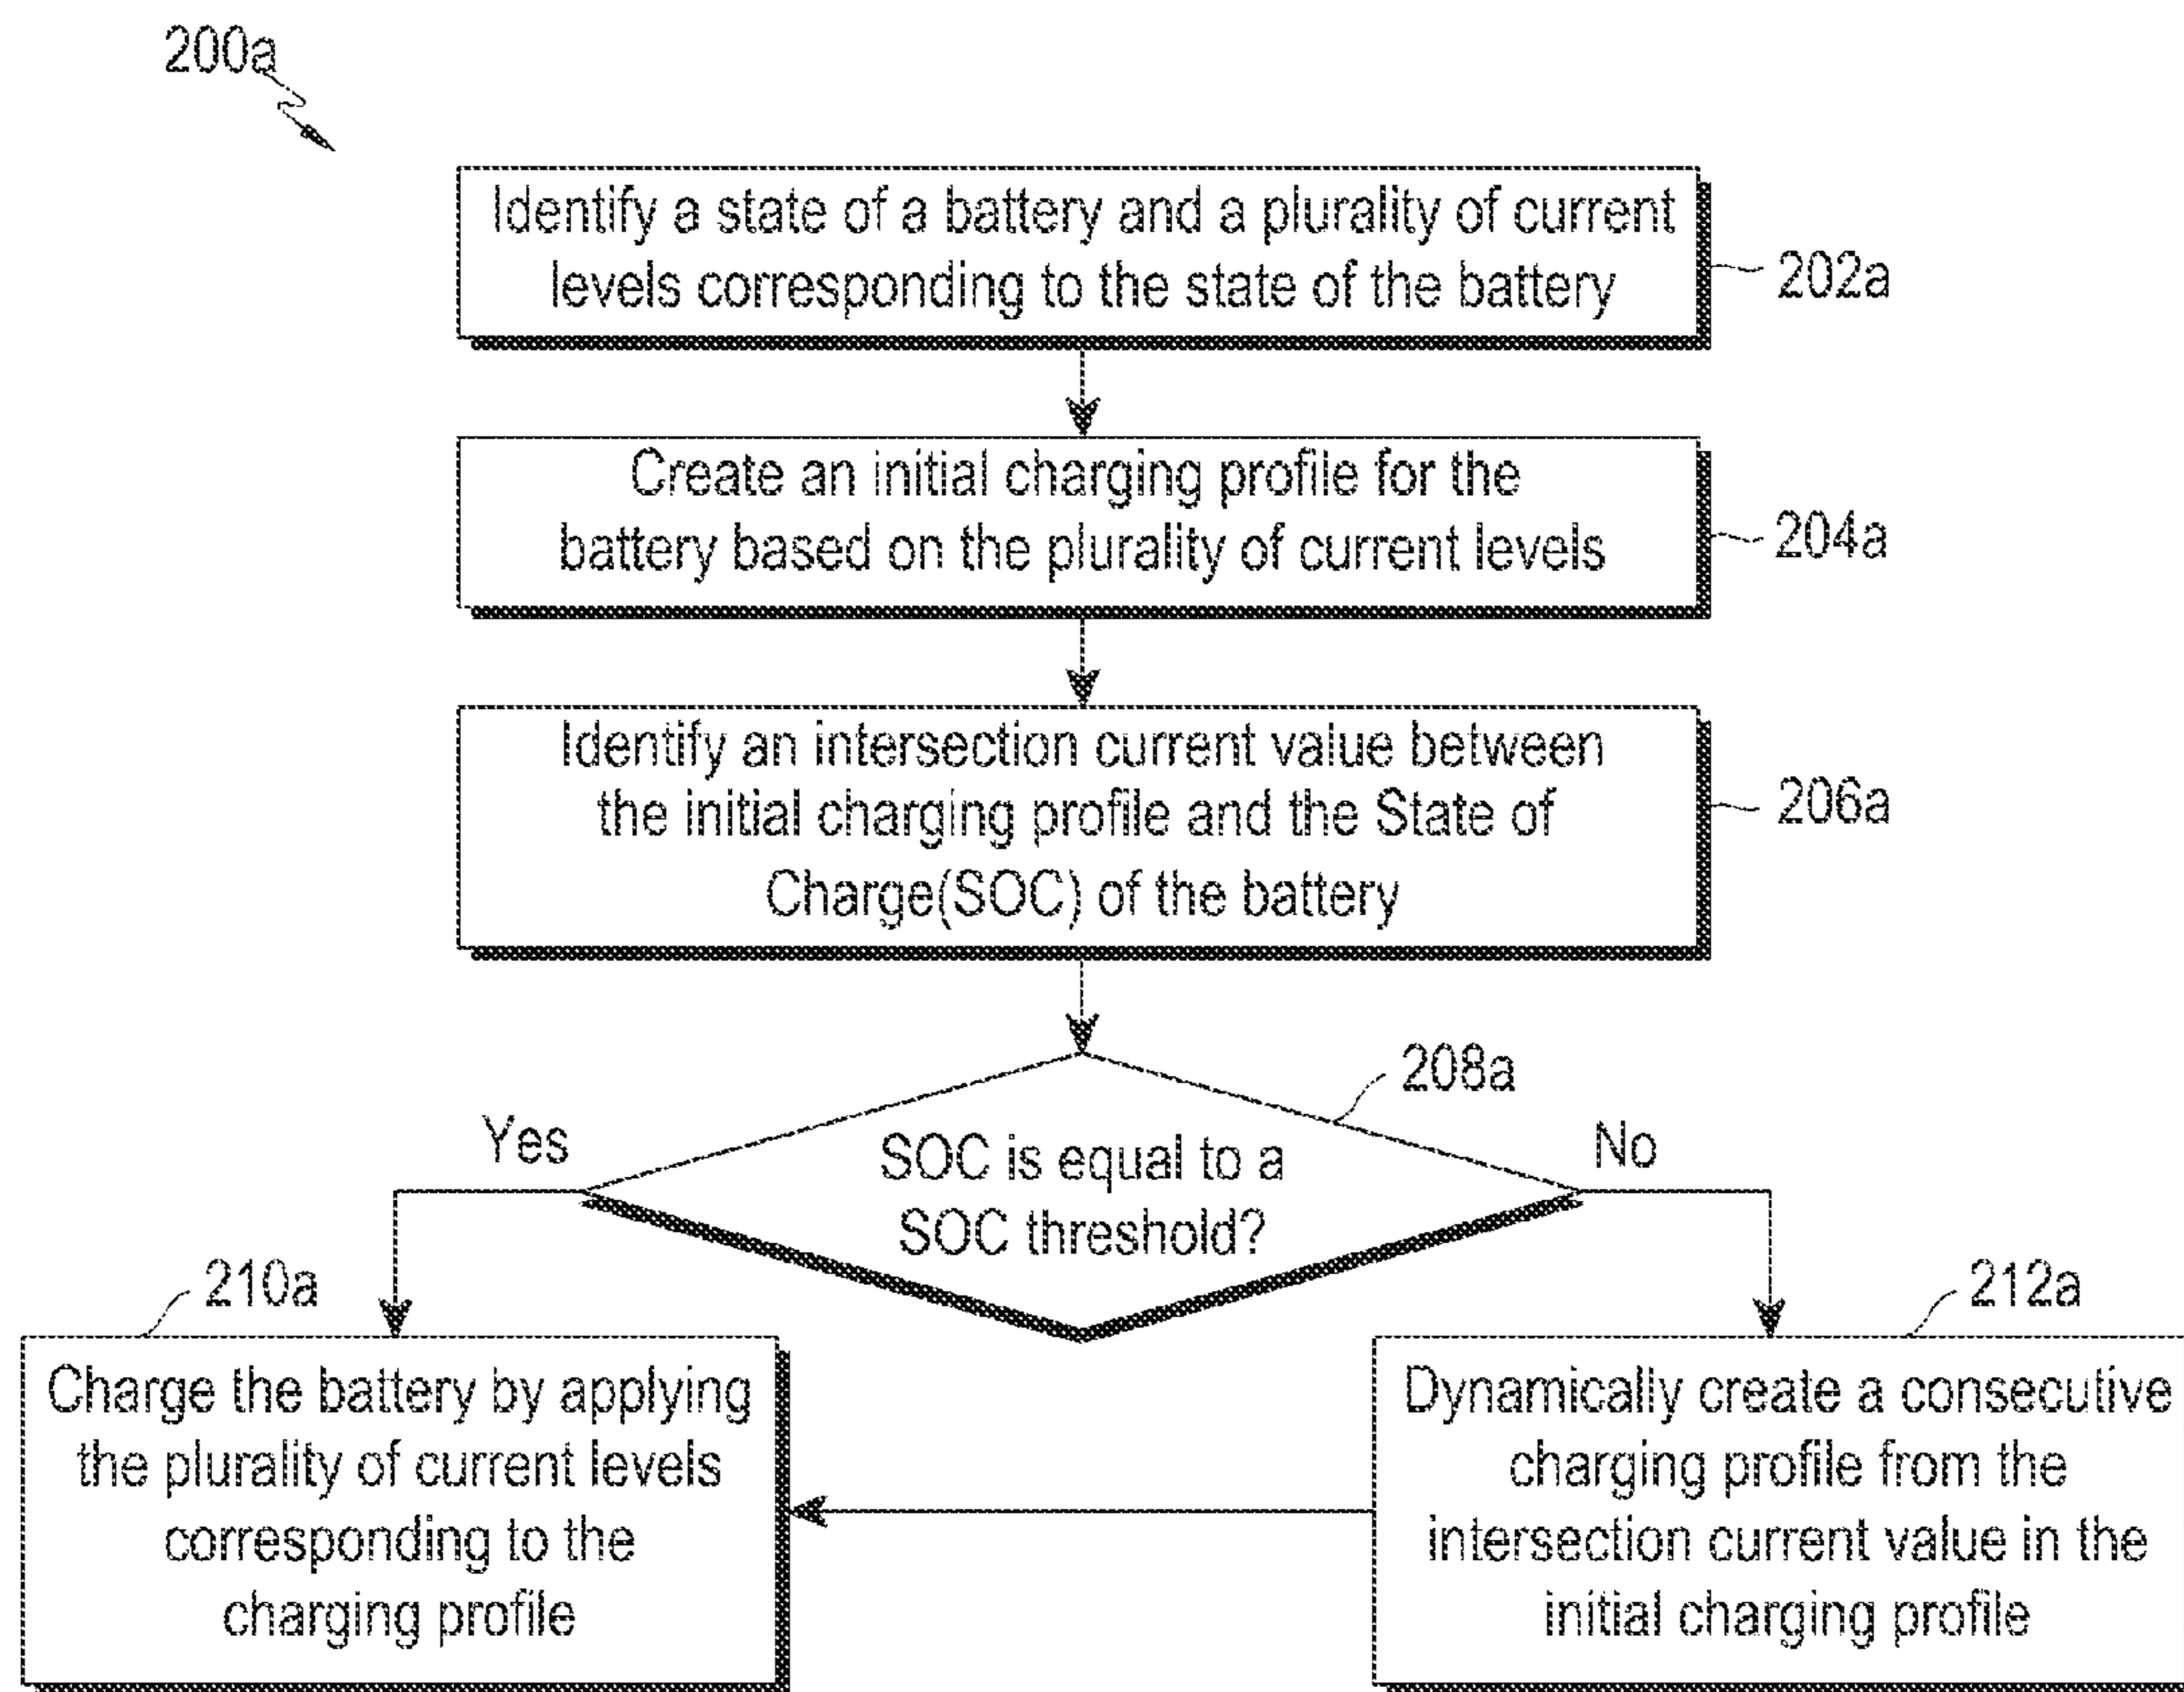 200a
Identify a state of a battery and a plurality of current
levels corresponding to the state of the battery
202a
Create an initial charging profile for the
battery based on the plurality of current levels
204a
Identify an intersection current value between
the initial charging profile and the State of
Charge(SOC) of the battery
206a
208a
Yes
SOC is equal to a
SOC threshold?
No
210a
Charge the battery by applying
the plurality of current levels
corresponding to the
charging profile
212a
Dynamically create a consecutive
charging profile from the
intersection current value in the
initial charging profile